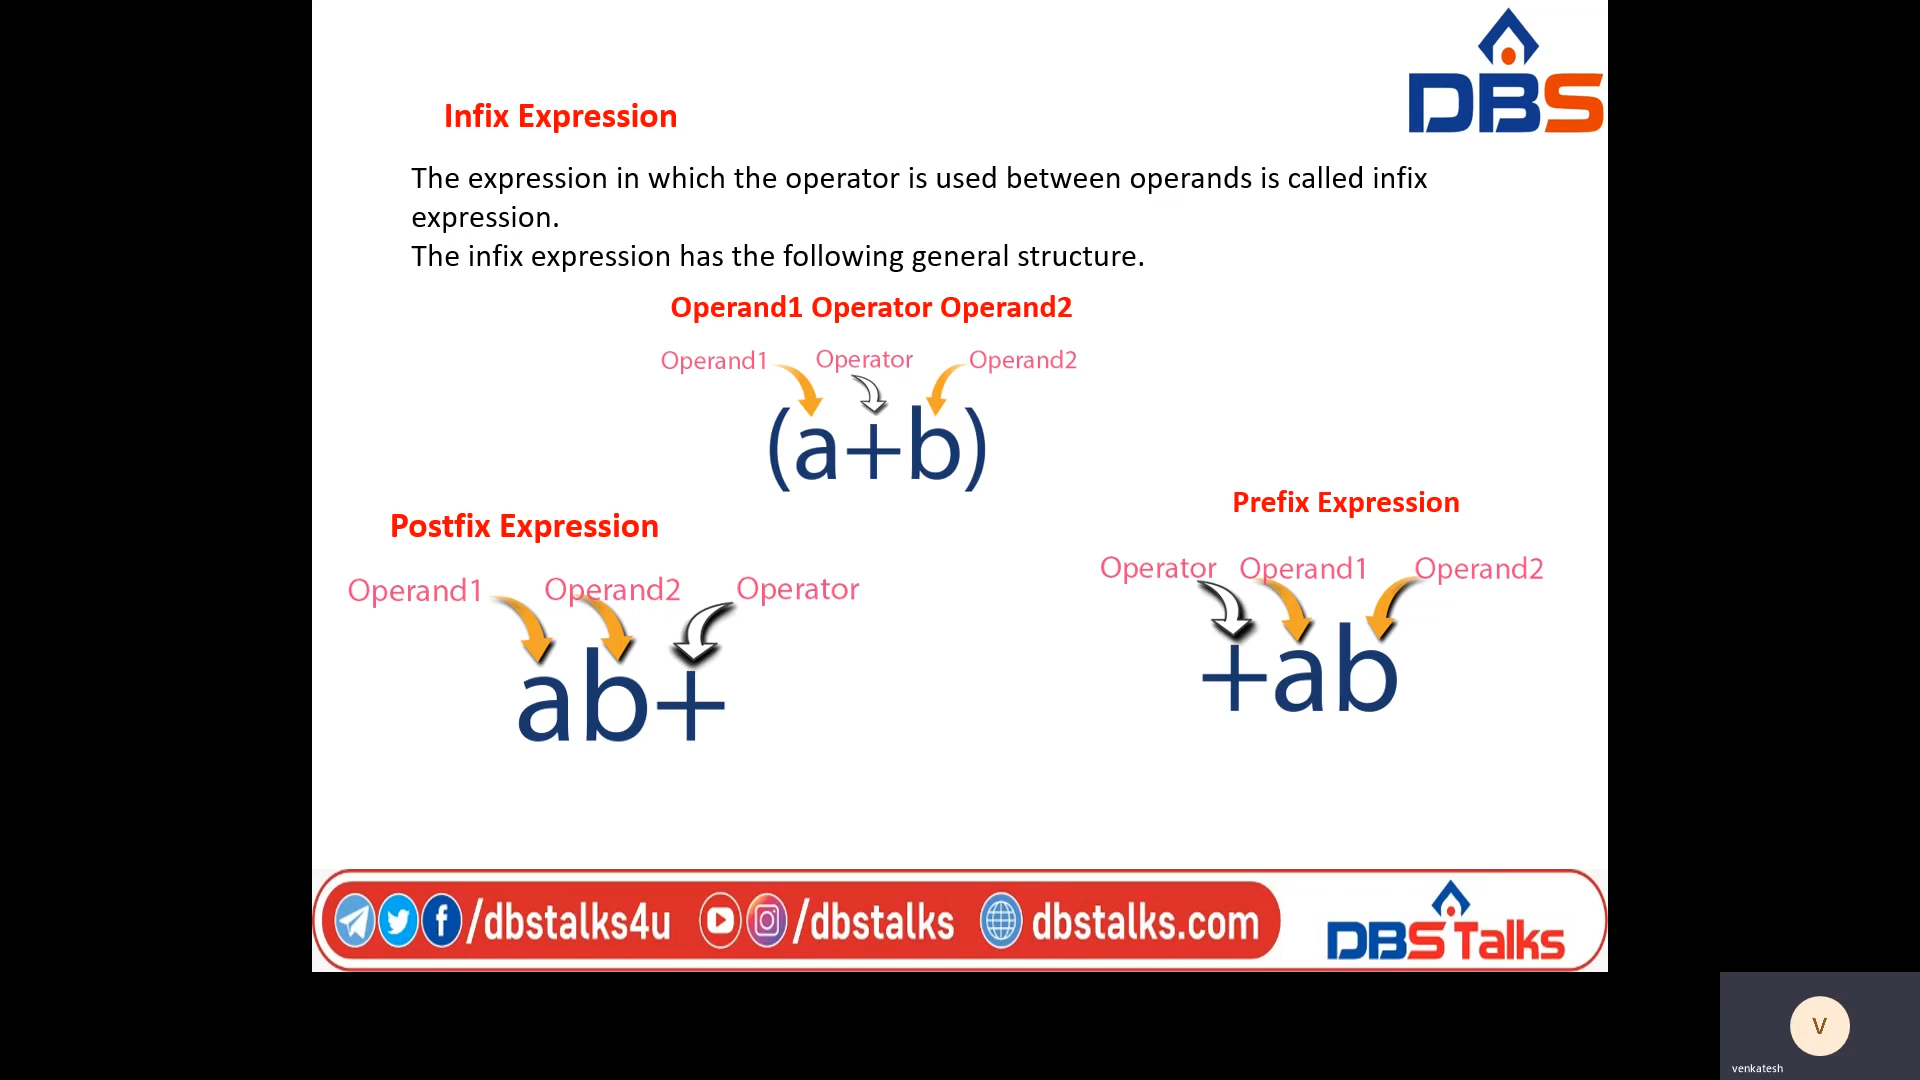 DBS
Infix Expression
The expression in which the operator is used between operands is called infix
expression.
The infix expression has the following general structure.
Operand1 Operator Operand2
Operand1 Operator Operand2
(a+b)
Postfix Expression
Operand1 Operand2 Operator
ab+
Prefix Expression
Operator Operand1 Operand2
+ab
/dbstalks4u /dbstalks dbstalks.com
DBS Talks
V
venkatesh